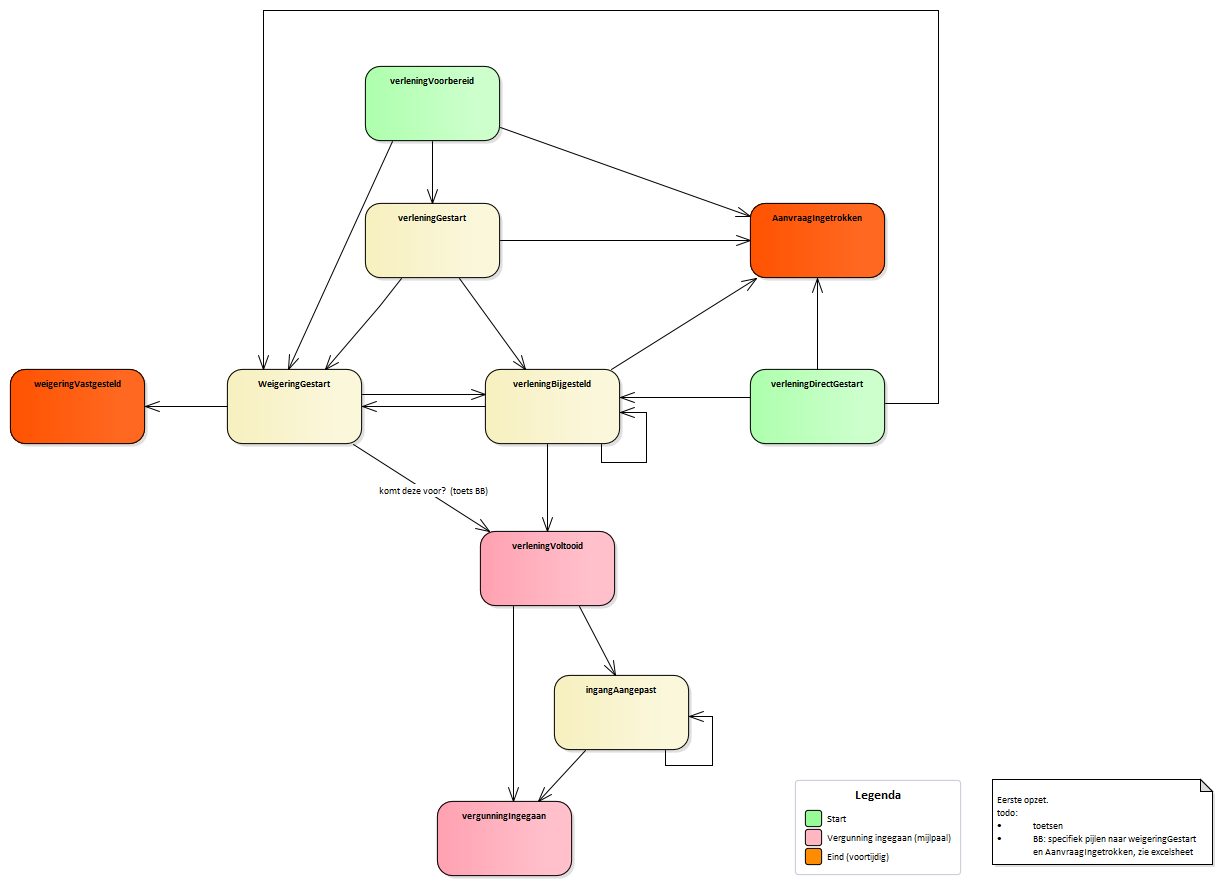 verleningVoorbereid
verleningGestart
AanvraagIngetrokken
weigeringVastgesteld
WeigeringGestart
verleningBijgesteld
verleningDirectGestart
komt deze voor? (toets BB)
verleningVoltooid
ingangAangepast
vergunningIngegaan
Legenda
Start
Vergunning ingegaan (mijlpaal)
Eind (voortijdig)
Eerste opzet.
todo:
• toetsen
• BB: specifiek pijlen naar weigeringGestart
en AanvraagIngetrokken, zie excelsheet